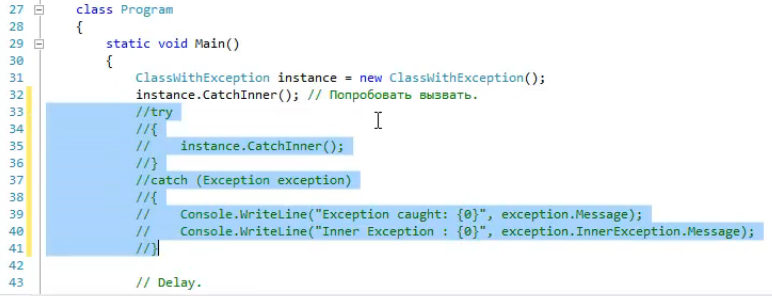 27 class Program
28 {
29 static void Main()
30 {
31 ClassWithException instance = new ClassWithException();
32 instance.CatchInner(); // Попробовать вызвать.
33 //try
34 //{
35 //    instance.CatchInner();
36 //}
37 //catch (Exception exception)
38 //{
39 //    Console.WriteLine("Exception caught: {0}", exception.Message);
40 //    Console.WriteLine("Inner Exception : {0}", exception.InnerException.Message);
41 //}
42
43 // Delay.